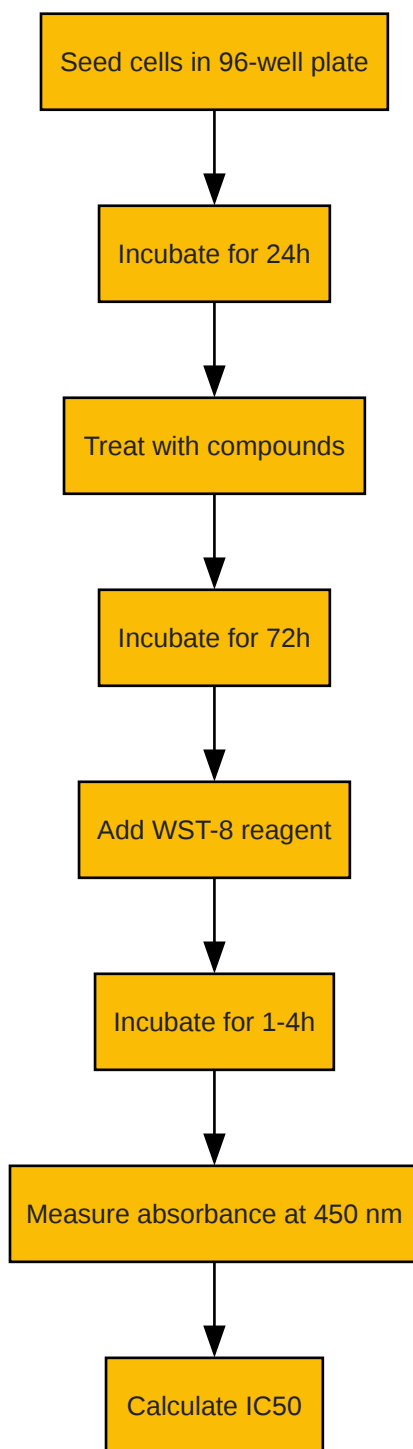 Seed cells in 96-well plate
Incubate for 24h
Treat with compounds
Incubate for 72h
Add WST-8 reagent
Incubate for 1-4h
Measure absorbance at 450 nm
Calculate IC50